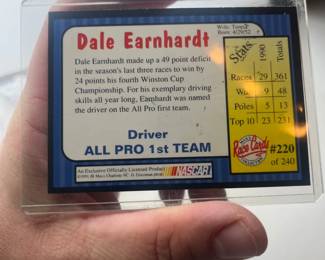 Dale Earnhardt
Dale Earnhardt made up a 49 point deficit
in the season's last three races to win by
24 points his fourth Winston Cup
Championship. For his exemplary driving
skills all year long, Earnhardt was named
the driver on the All Pro first team.
Driver
ALL PRO 1st TEAM
An Exclusive Officially Licensed Product
NASCAR
Born: 4/29/52
Stats
1990
Totals
Races 29 361
Wins 9 48
Poles 5 13
Top 10 23 231
Race Cards
#220
of 240